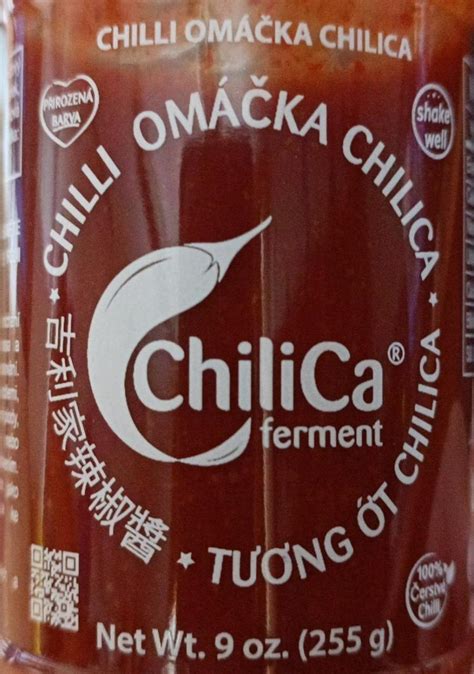 CHILLI OMÁČKA CHILICA
PŘIROZENÁ
BARVA
shake
well
CHILLI OMÁČKA CHILICA
ChiliCa®
ferment
吉利家辣椒醬
TƯƠNG ỚT CHILICA
100%
Čerstvé
Chilli
Net Wt. 9 oz. (255 g)